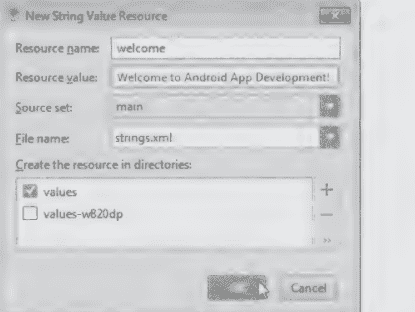 New String Value Resource
Resource name: welcome
Resource value: Welcome to Android App Development!
Source set: main
File name: strings.xml
Create the resource in directories:
values
values-w820dp
Cancel